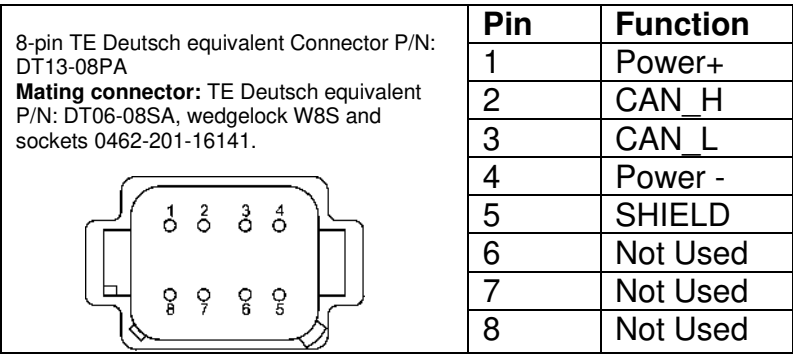 8-pin TE Deutsch equivalent Connector P/N:
DT13-08PA
Mating connector: TE Deutsch equivalent
P/N: DT06-08SA, wedgelock W8S and
sockets 0462-201-16141.
1 2 3 4
8 7 6 5
Pin Function
1 Power+
2 CAN_H
3 CAN_L
4 Power -
5 SHIELD
6 Not Used
7 Not Used
8 Not Used